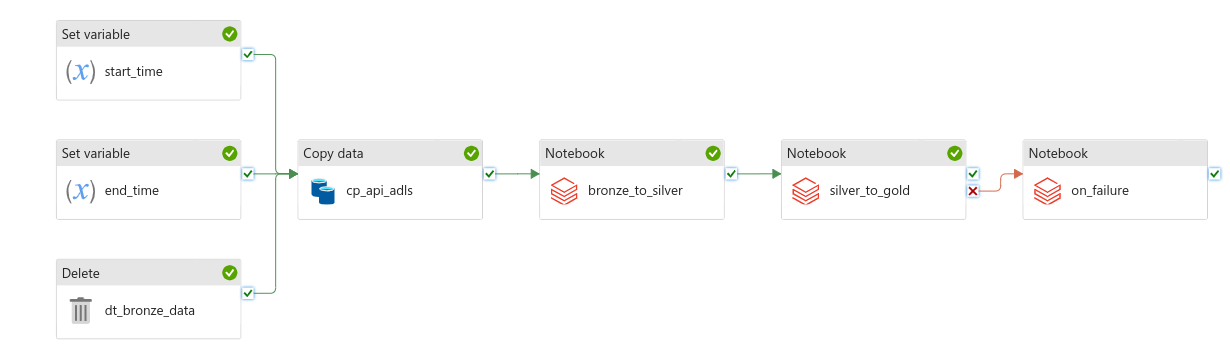 Set variable
(x) start_time
Set variable
(x) end_time
Delete
dt_bronze_data
Copy data
cp_api_adls
Notebook
bronze_to_silver
Notebook
silver_to_gold
Notebook
on_failure